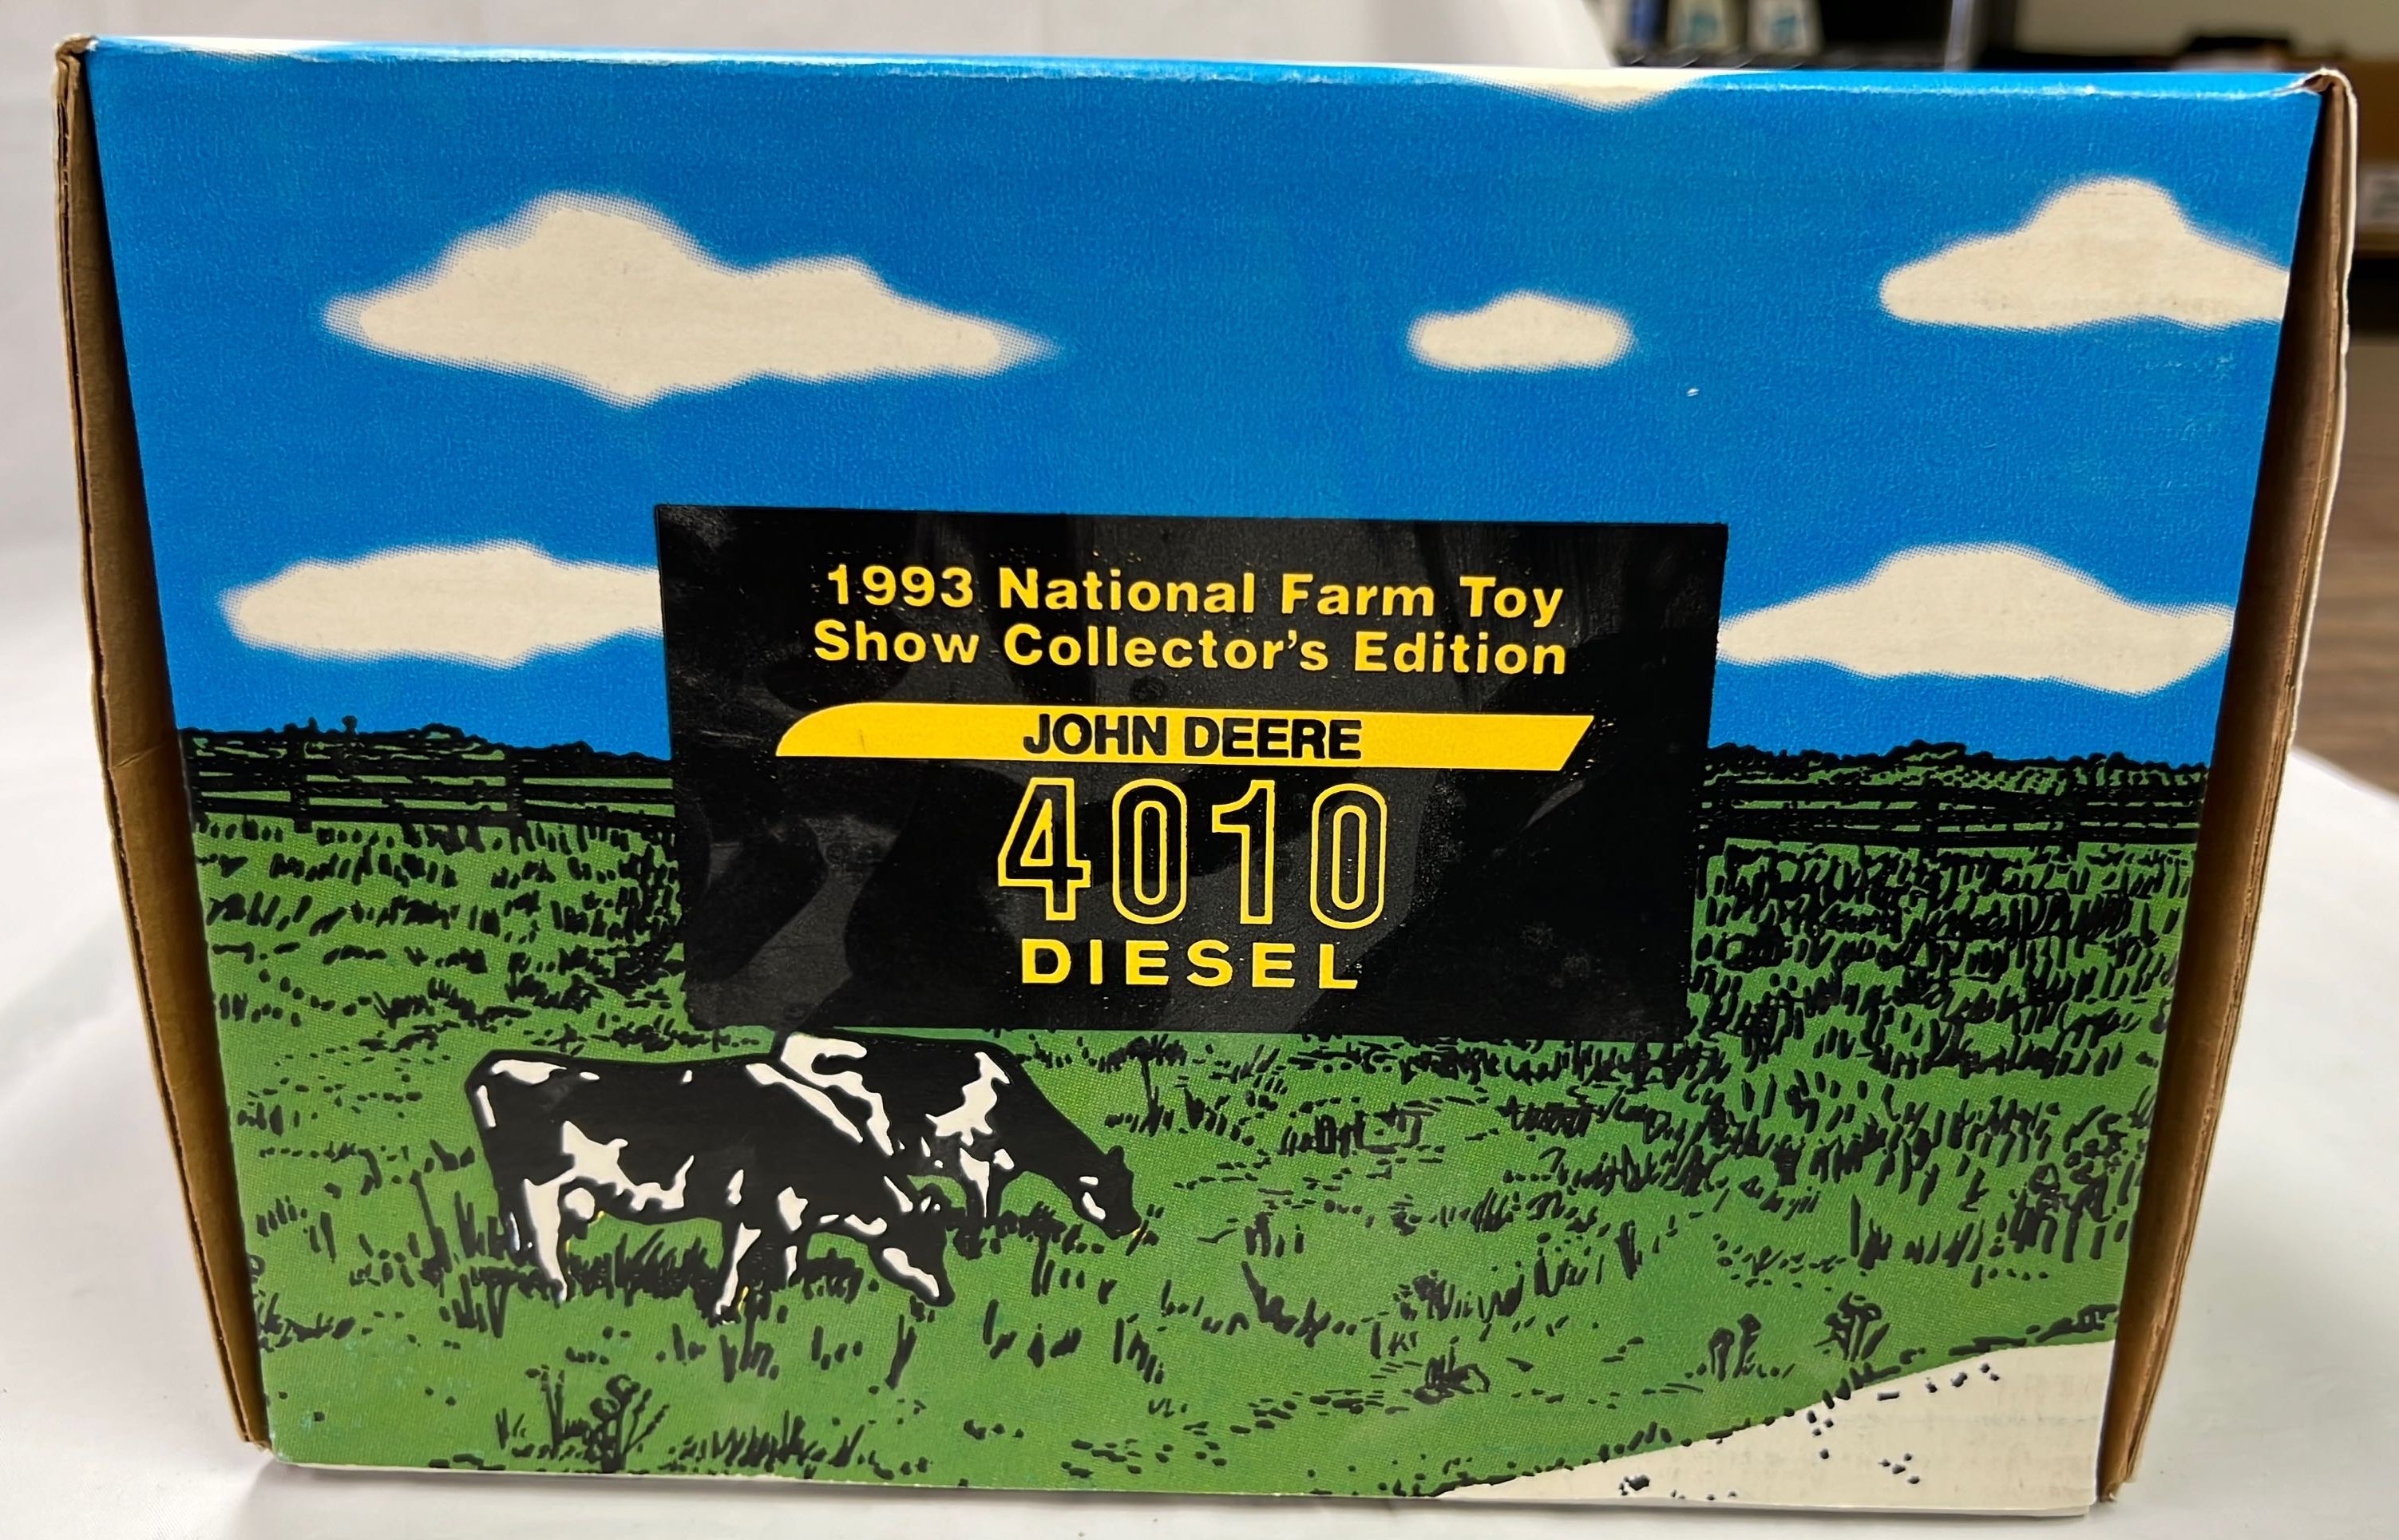 1993 National Farm Toy
Show Collector's Edition
JOHN DEERE
4010
DIESEL